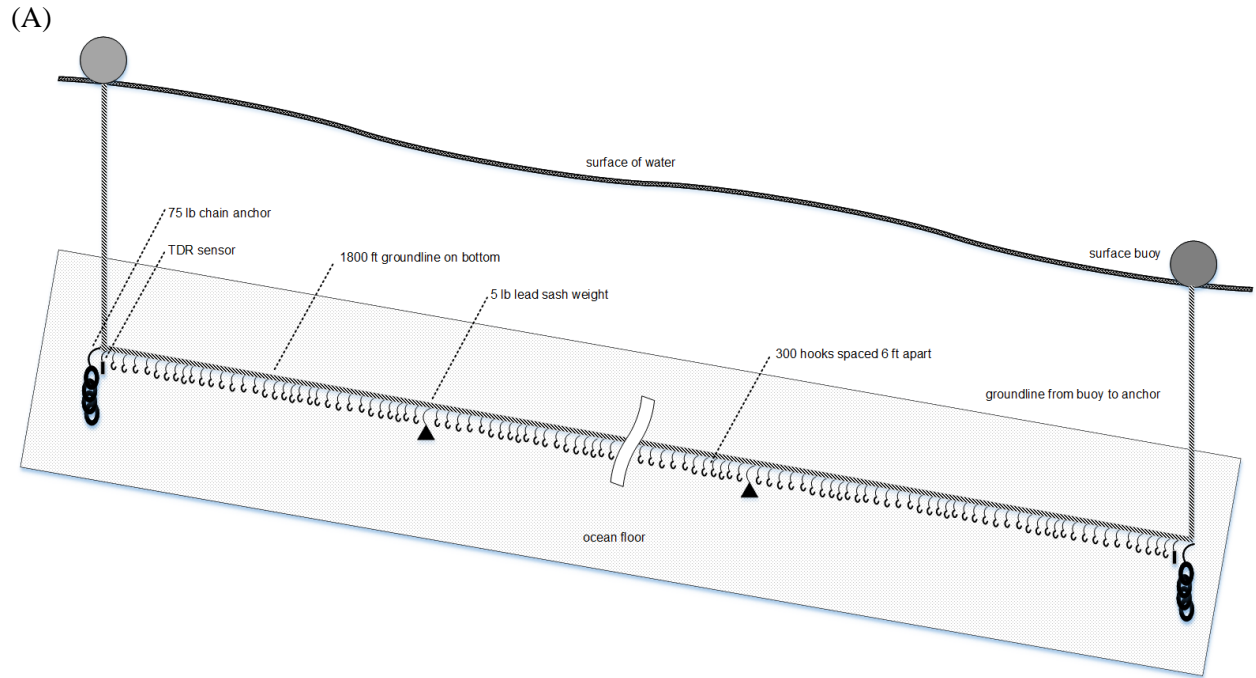 (A)
surface of water
75 lb chain anchor
TDR sensor
surface buoy
1800 ft groundline on bottom
5 lb lead sash weight
300 hooks spaced 6 ft apart
groundline from buoy to anchor
ocean floor